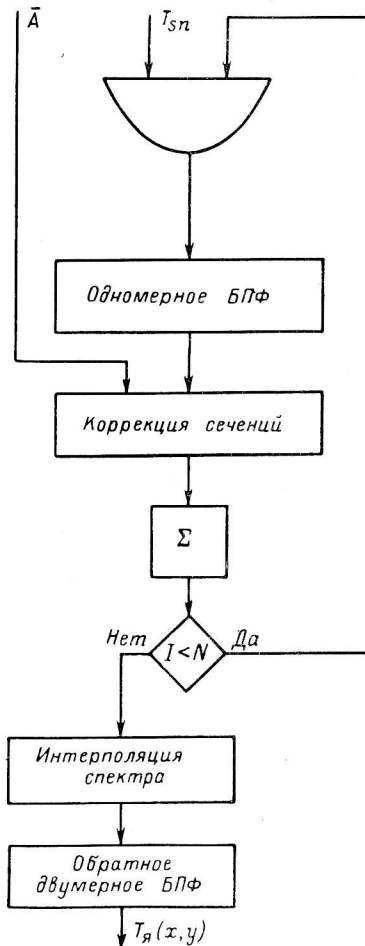 Ā
T_sn
Одномерное БПФ
Коррекция сечений
Σ
Нет
I<N
Да
Интерполяция
спектра
Обратное
двумерное БПФ
T_я(x,y)